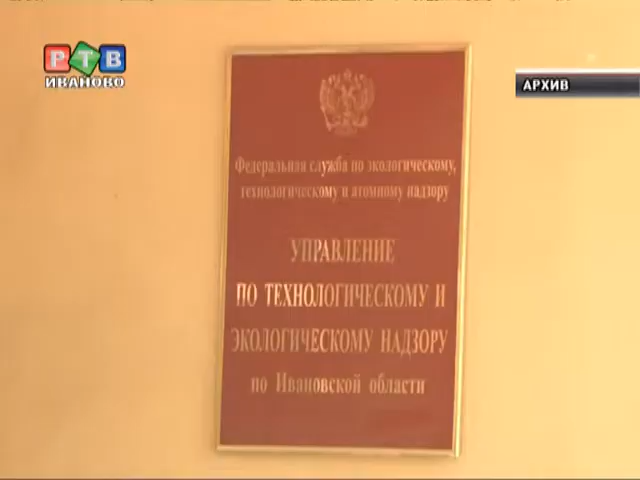 РТВ
ИВАНОВО
АРХИВ
Федеральная служба по экологическому,
технологическому и атомному надзору
УПРАВЛЕНИЕ
ПО ТЕХНОЛОГИЧЕСКОМУ И
ЭКОЛОГИЧЕСКОМУ НАДЗОРУ
по Ивановской области